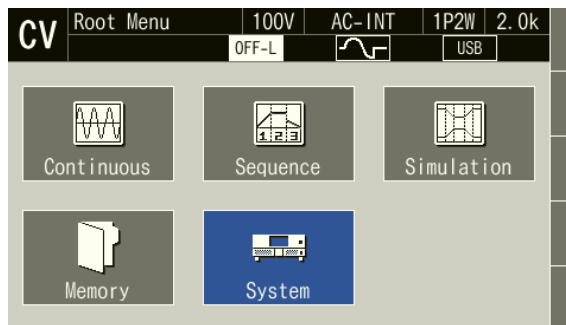 CV Root Menu 100V AC-INT 1P2W 2.0k
OFF-L USB
1 2 3
Continuous Sequence Simulation
Memory System